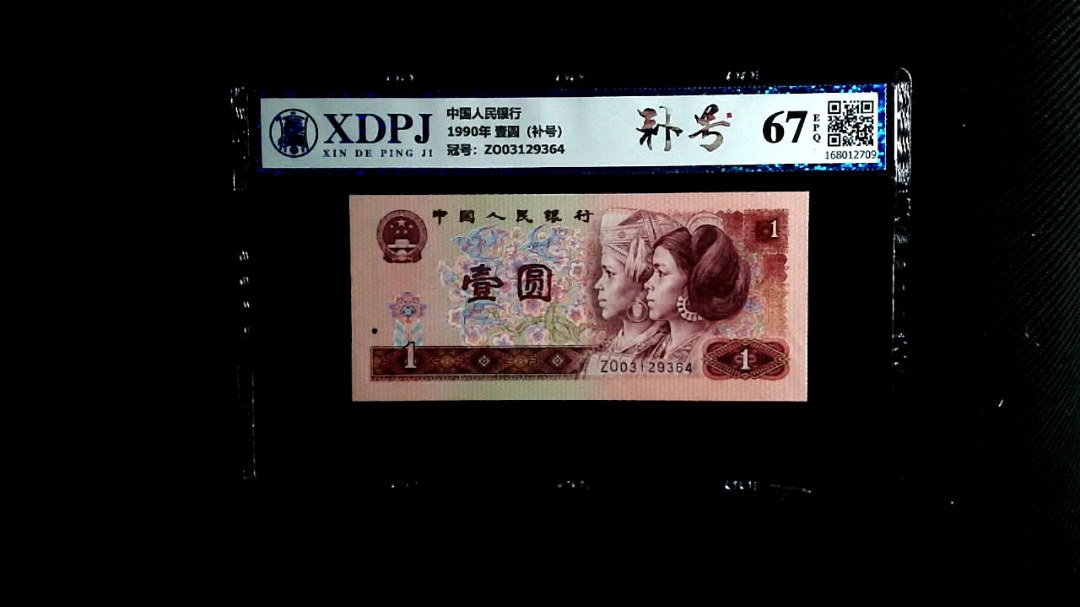 XDPJ
XIN DE PING JI
中国人民银行
1990年 壹圆（补号）
冠号：ZO03129364
补号
67
EPQ
168012709
中国人民银行
1
壹圆
1
ZO03129364
1